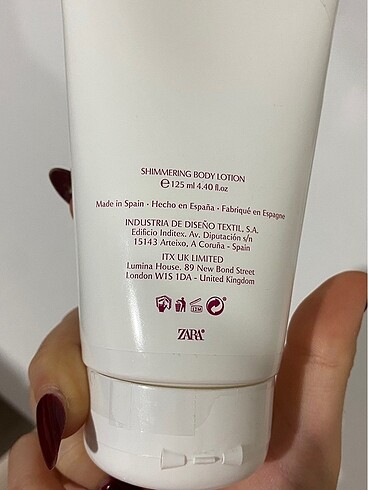 SHIMMERING BODY LOTION
℮ 125 ml 4.40 fl.oz
Made in Spain • Hecho en España • Fabriqué en Espagne
INDUSTRIA DE DISEÑO TEXTIL, S.A.
Edificio Inditex. Av. Diputación s/n
15143 Arteixo, A Coruña - Spain
ITX UK LIMITED
Lumina House. 89 New Bond Street
London W1S 1DA - United Kingdom
12M
ZARA